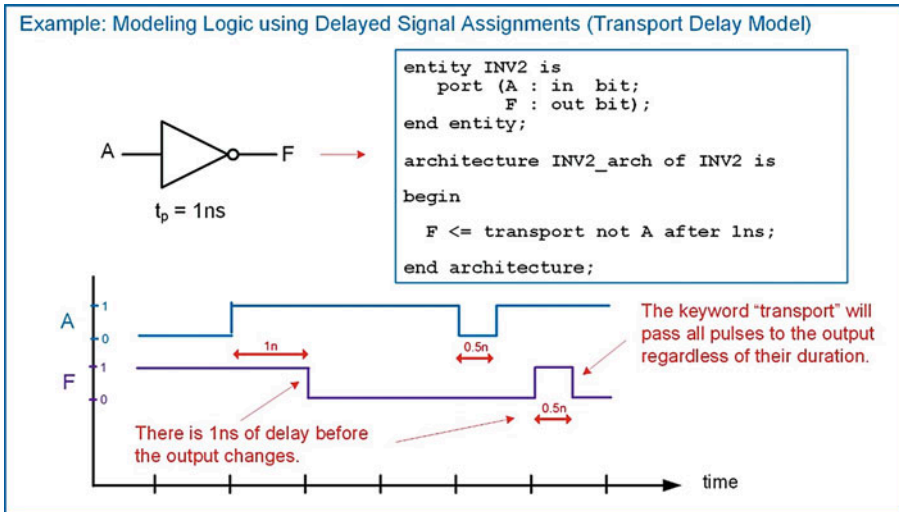 Example: Modeling Logic using Delayed Signal Assignments (Transport Delay Model)
entity INV2 is
port (A : in bit;
F : out bit);
end entity;
architecture INV2_arch of INV2 is
begin
F <= transport not A after 1ns;
end architecture;
A
F
tp = 1ns
A
1
0
1n
0.5n
The keyword “transport” will
pass all pulses to the output
regardless of their duration.
F
1
0
0.5n
There is 1ns of delay before
the output changes.
time